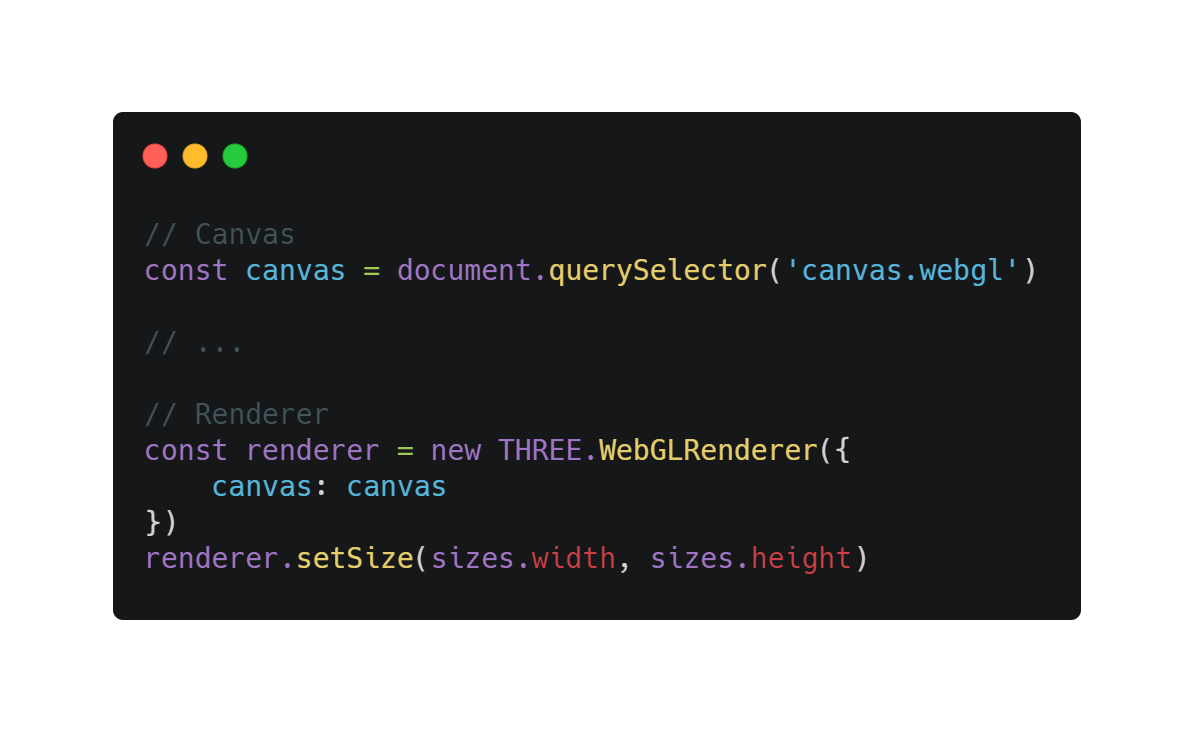 // Canvas
const canvas = document.querySelector('canvas.webgl')
// ...
// Renderer
const renderer = new THREE.WebGLRenderer({
    canvas: canvas
})
renderer.setSize(sizes.width, sizes.height)